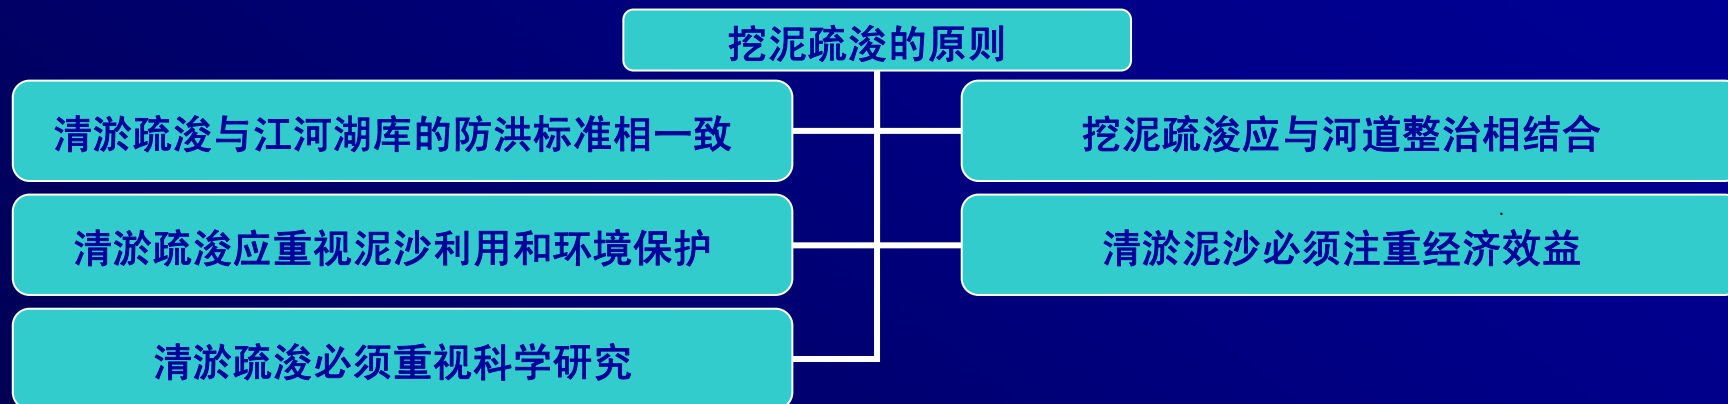 挖泥疏浚的原则
清淤疏浚与江河湖库的防洪标准相一致
挖泥疏浚应与河道整治相结合
清淤疏浚应重视泥沙利用和环境保护
清淤泥沙必须注重经济效益
清淤疏浚必须重视科学研究